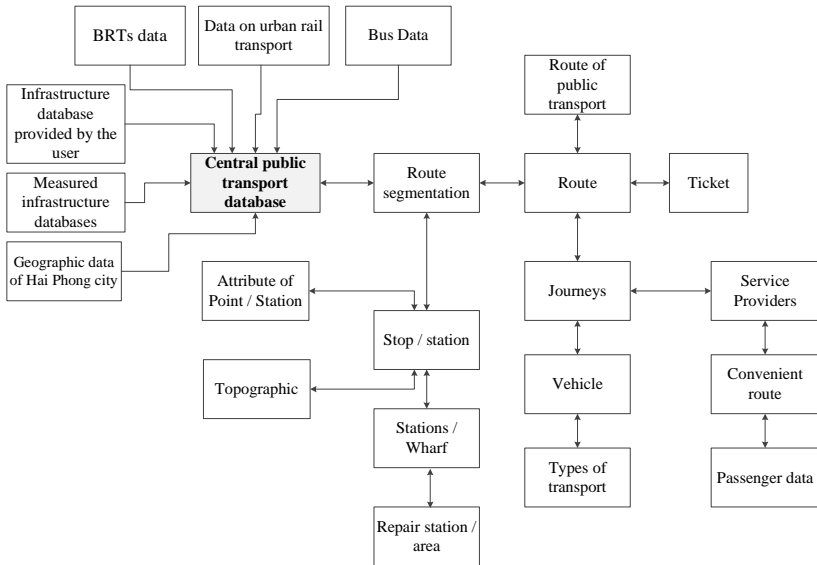 BRTs data
Data on urban rail
transport
Bus Data
Route of
public
transport
Infrastructure
database
provided by the
user
Central public
transport
database
Route
segmentation
Route
Ticket
Measured
infrastructure
databases
Geographic data
of Hai Phong city
Attribute of
Point / Station
Journeys
Service
Providers
Stop / station
Topographic
Vehicle
Convenient
route
Stations /
Wharf
Types of
transport
Passenger data
Repair station /
area